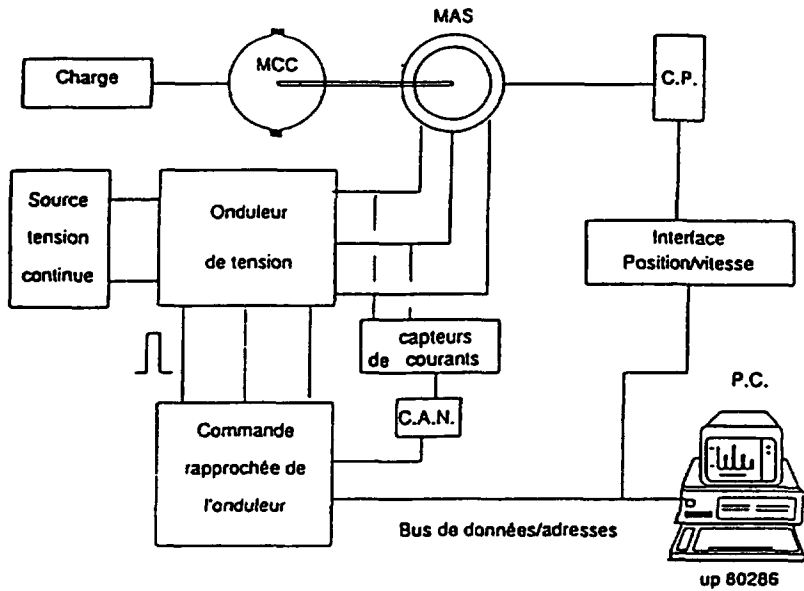 MAS
Charge
MCC
C.P.
Source
tension
continue
Onduleur
de tension
Interface
Position/vitesse
capteurs
de courants
P.C.
C.A.N.
Commande
rapprochée de
l'onduleur
Bus de données/adresses
up 80286